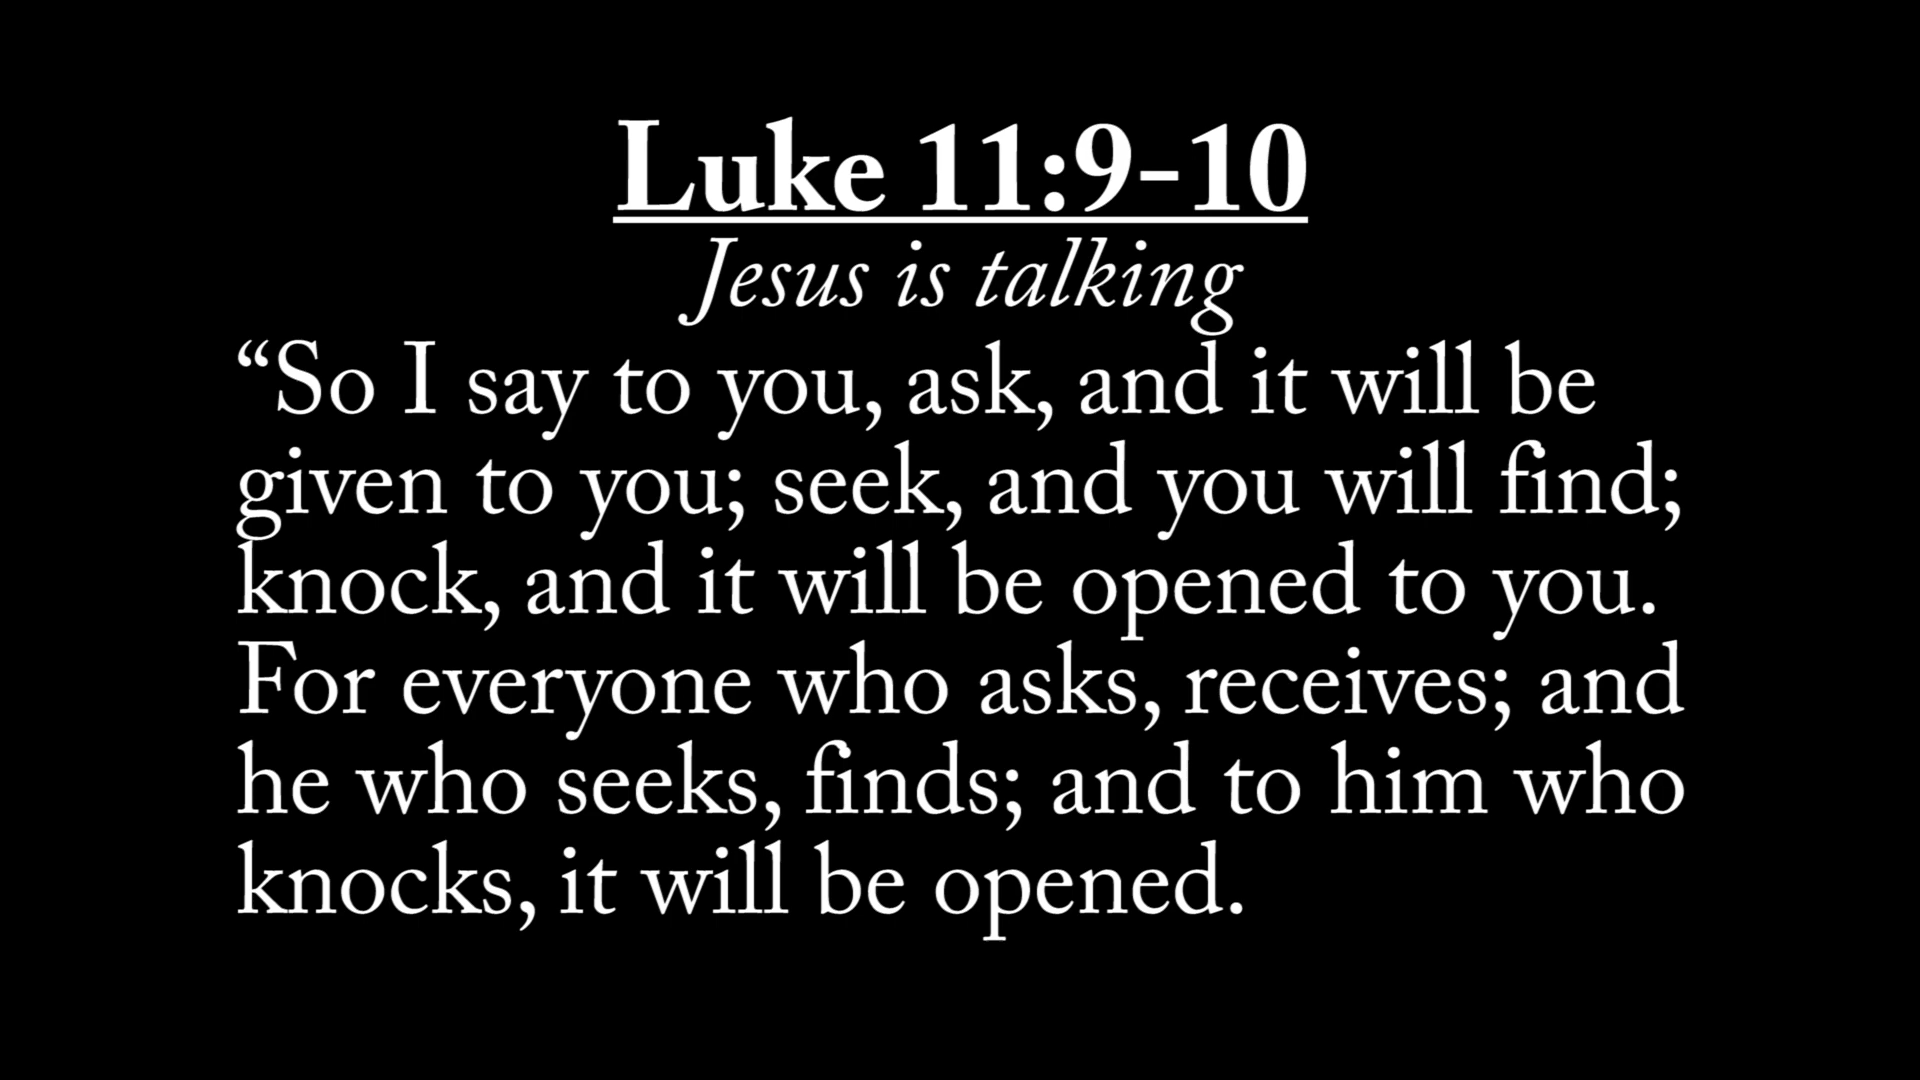 Luke 11:9-10
Jesus is talking
“So I say to you, ask, and it will be
given to you; seek, and you will find;
knock, and it will be opened to you.
For everyone who asks, receives; and
he who seeks, finds; and to him who
knocks, it will be opened.